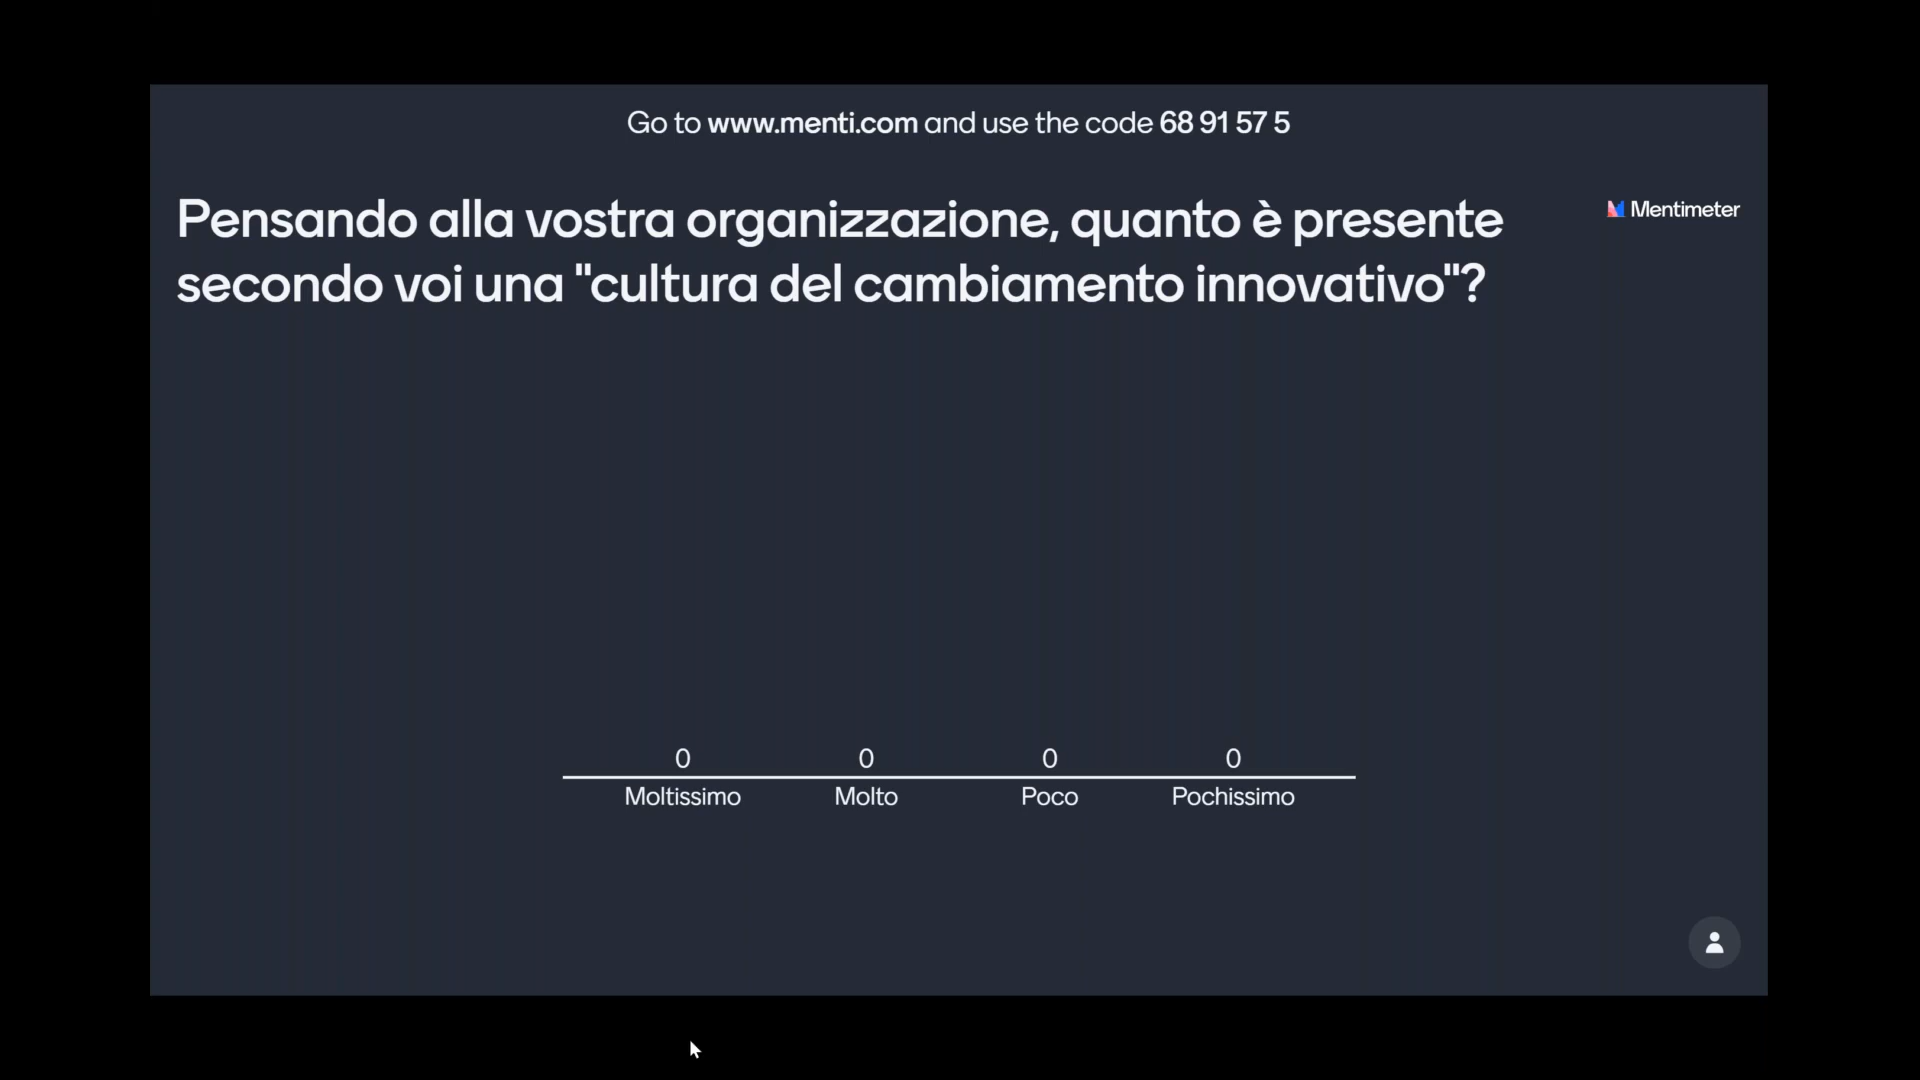 Go to www.menti.com and use the code 68 91 57 5
Pensando alla vostra organizzazione, quanto è presente
secondo voi una "cultura del cambiamento innovativo"?
Mentimeter
0 0 0 0
Moltissimo Molto Poco Pochissimo